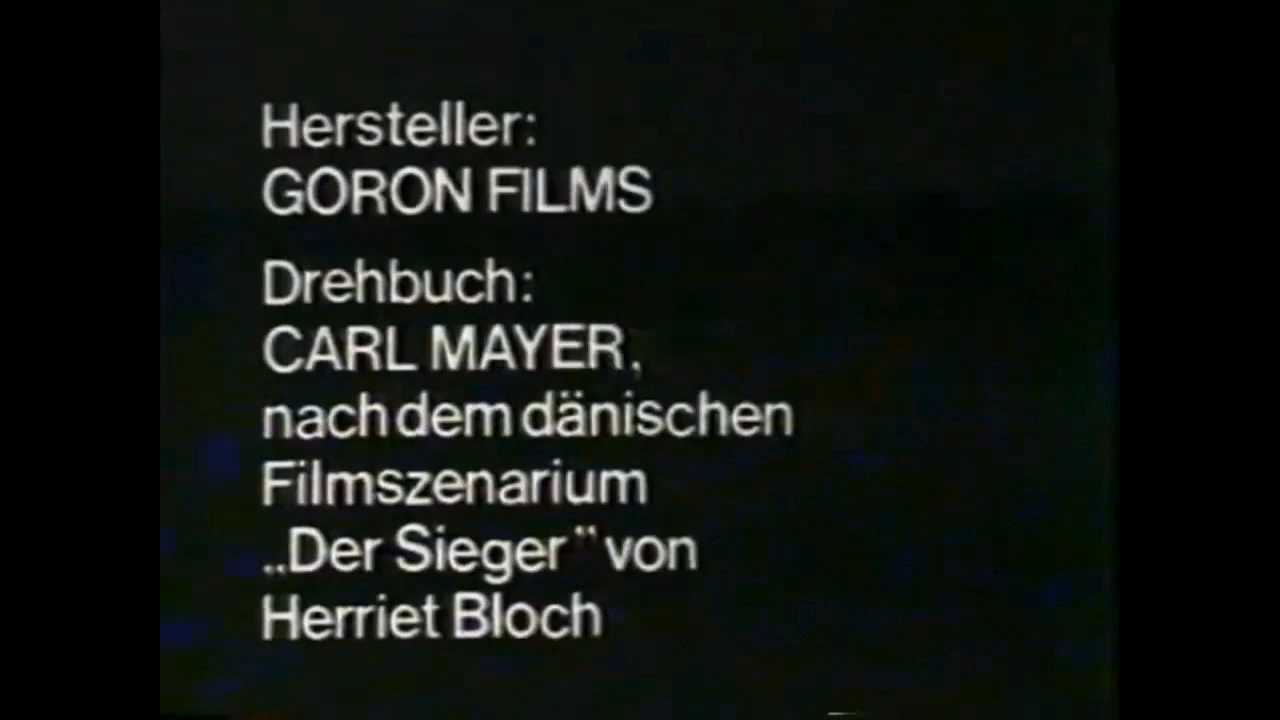 Hersteller:
GORON FILMS
Drehbuch:
CARL MAYER,
nach dem dänischen
Filmszenarium
„Der Sieger“ von
Herriet Bloch